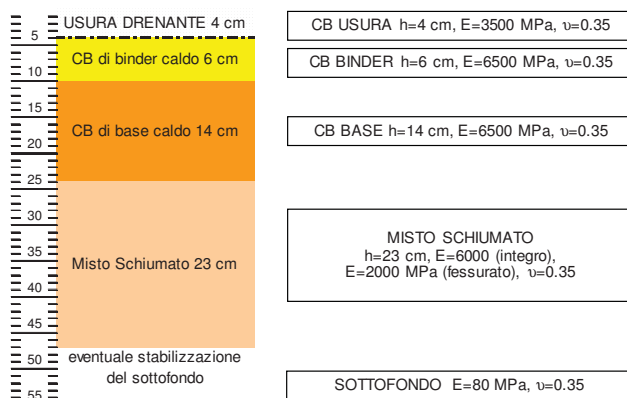 USURA DRENANTE 4 cm
CB USURA h=4 cm, E=3500 MPa, υ=0.35
5
CB di binder caldo 6 cm
CB BINDER h=6 cm, E=6500 MPa, υ=0.35
10
15
CB di base caldo 14 cm
CB BASE h=14 cm, E=6500 MPa, υ=0.35
20
25
30
35
Misto Schiumato 23 cm
MISTO SCHIUMATO
h=23 cm, E=6000 (integro),
E=2000 MPa (fessurato), υ=0.35
40
45
50
eventuale stabilizzazione
del sottofondo
SOTTOFONDO E=80 MPa, υ=0.35
55